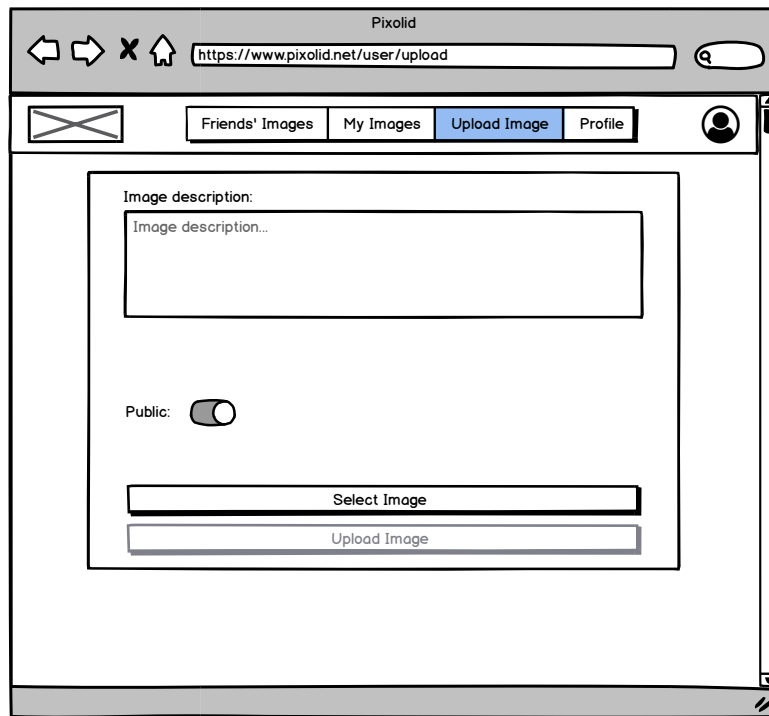 Pixolid
https://www.pixolid.net/user/upload
Friends' Images My Images Upload Image Profile
Image description:
Image description...
Public:
Select Image
Upload Image